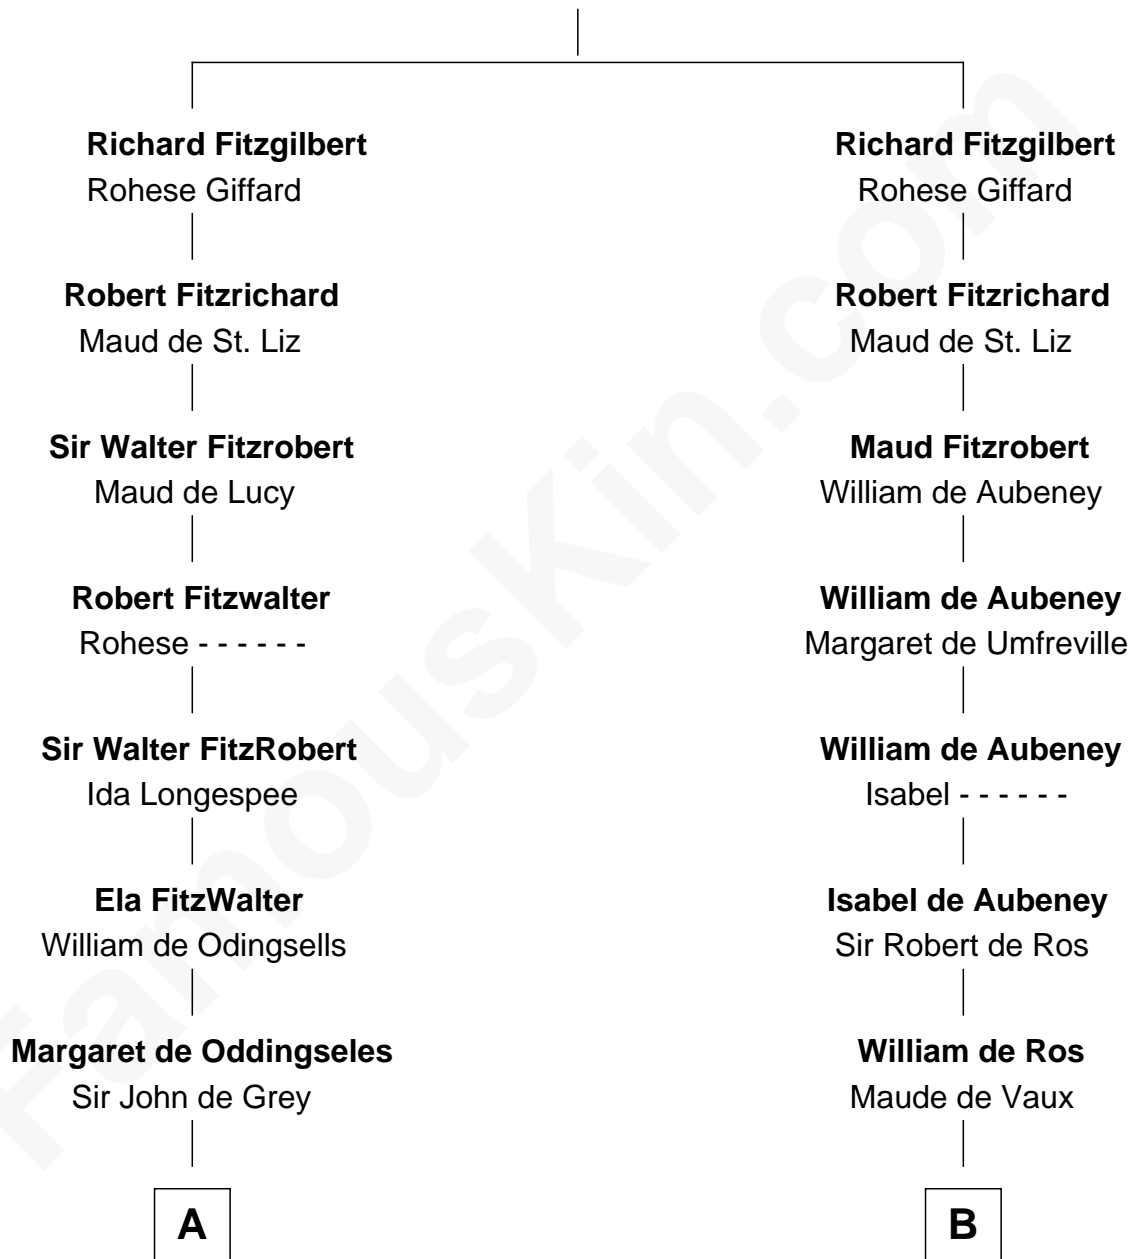 Richard Fitzgilbert
Rohese Giffard
Robert Fitzrichard
Maud de St. Liz
Sir Walter Fitzrobert
Maud de Lucy
Robert Fitzwalter
Rohese - - - - - -
Sir Walter FitzRobert
Ida Longespee
Ela FitzWalter
William de Odingsells
Margaret de Oddingseles
Sir John de Grey
A
Richard Fitzgilbert
Rohese Giffard
Robert Fitzrichard
Maud de St. Liz
Maud Fitzrobert
William de Aubeney
William de Aubeney
Margaret de Umfreville
William de Aubeney
Isabel - - - - - -
Isabel de Aubeney
Sir Robert de Ros
William de Ros
Maude de Vaux
B
FamousKin.com